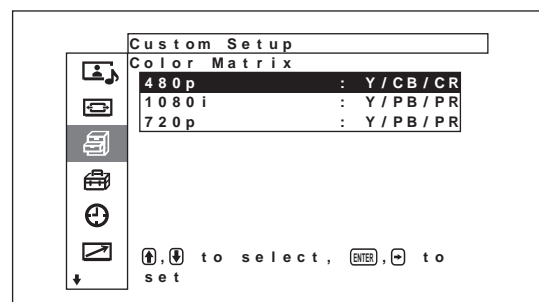 Custom Setup
Color Matrix
480p : Y/CB/CR
1080i : Y/PB/PR
720p : Y/PB/PR
, to select, ENTER, to
set